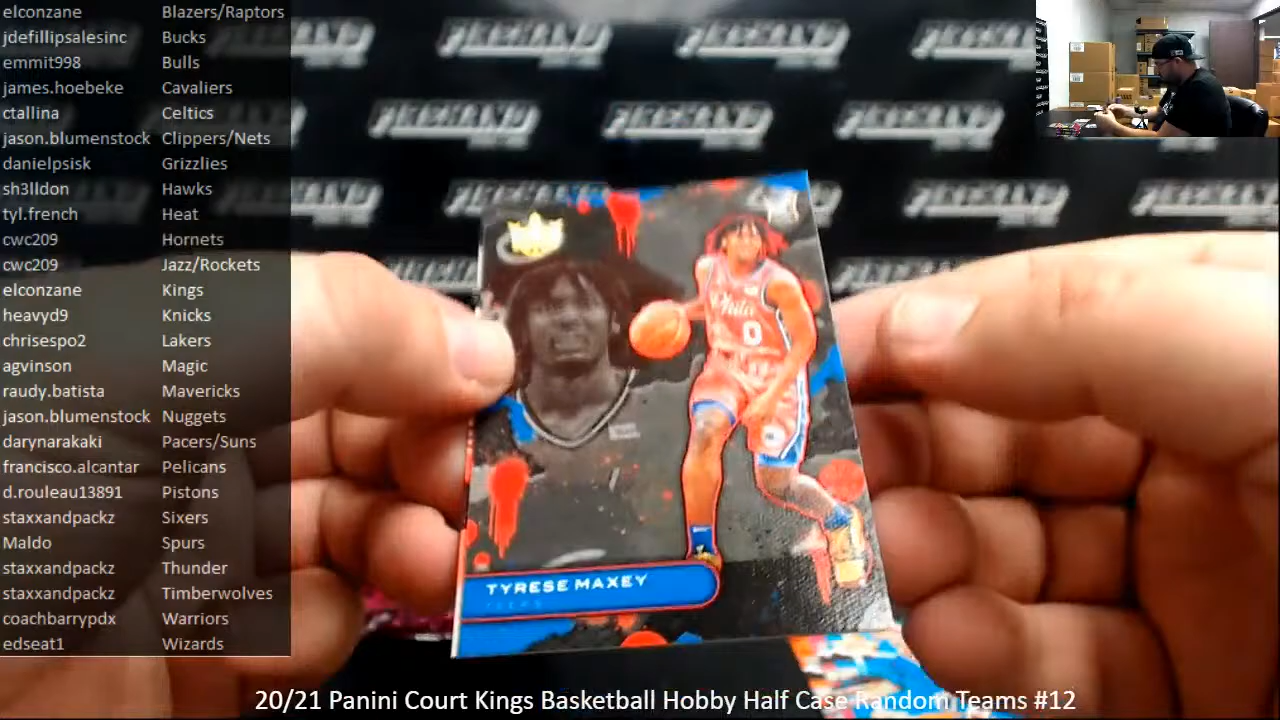 elconzane Blazers/Raptors
jdefillipsalesinc Bucks
emmit998 Bulls
james.hoebeke Cavaliers
ctallina Celtics
jason.blumenstock Clippers/Nets
danielpsisk Grizzlies
sh3lldon Hawks
tyl.french Heat
cwc209 Hornets
cwc209 Jazz/Rockets
elconzane Kings
heavyd9 Knicks
chrisespo2 Lakers
agvinson Magic
raudy.batista Mavericks
jason.blumenstock Nuggets
darynarakaki Pacers/Suns
francisco.alcantar Pelicans
d.rouleau13891 Pistons
staxxandpackz Sixers
Maldo Spurs
staxxandpackz Thunder
staxxandpackz Timberwolves
coachbarrypdx Warriors
edseat1 Wizards
Phila
0
TYRESE MAXEY
76ERS
20/21 Panini Court Kings Basketball Hobby Half Case Random Teams #12